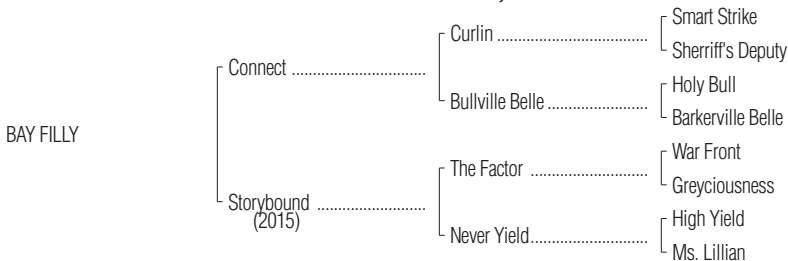 Smart Strike
Curlin ....................................
Sherriff's Deputy
Connect ................................
Holy Bull
Bullville Belle ........................
Barkerville Belle
BAY FILLY
War Front
The Factor ............................
Greyciousness
Storybound ..........................
(2015)
High Yield
Never Yield............................
Ms. Lillian